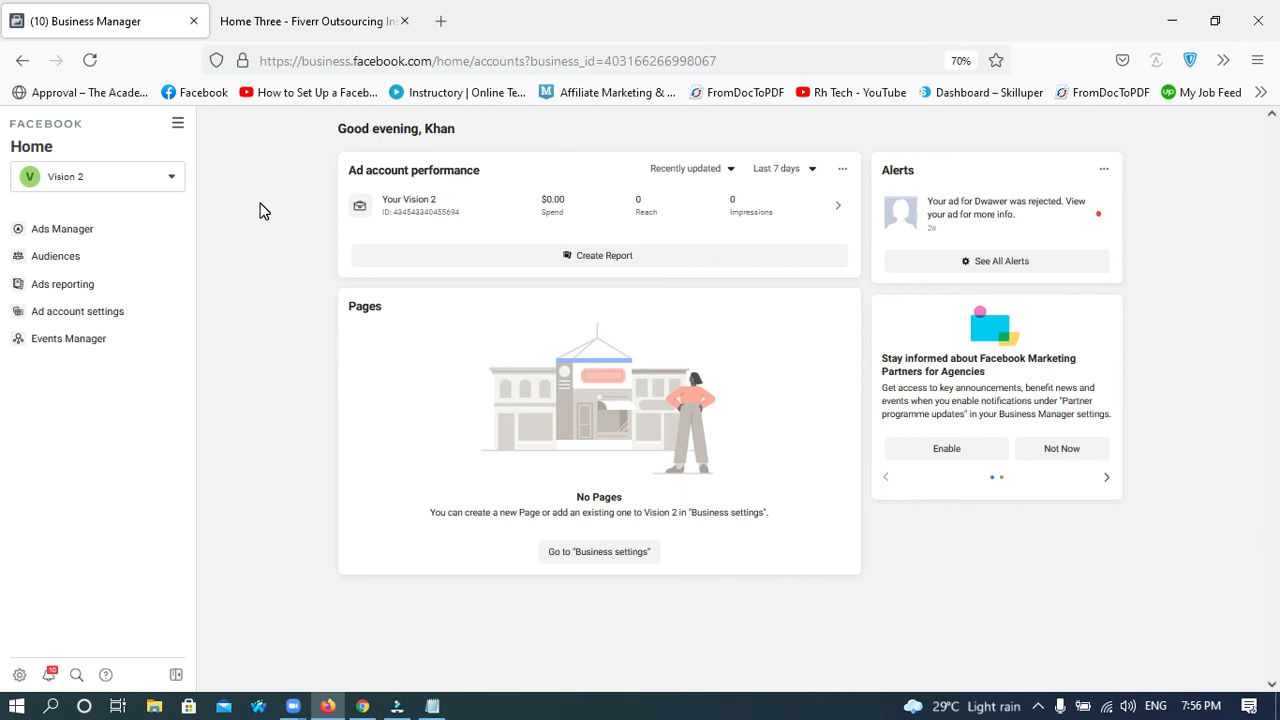 (10) Business Manager
Home Three - Fiverr Outsourcing In
https://business.facebook.com/home/accounts?business_id=403166266998067
70%
Approval – The Acade...
Facebook
How to Set Up a Faceb...
Instructory | Online Te...
Affiliate Marketing & ...
FromDocToPDF
Rh Tech - YouTube
Dashboard – Skilluper
FromDocToPDF
My Job Feed
FACEBOOK
Home
V
Vision 2
Ads Manager
Audiences
Ads reporting
Ad account settings
Events Manager
10
Good evening, Khan
Ad account performance
Recently updated
Last 7 days
Your Vision 2
ID: 434543340455694
$0.00
Spend
0
Reach
0
Impressions
Create Report
Pages
No Pages
You can create a new Page or add an existing one to Vision 2 in "Business settings".
Go to "Business settings"
Alerts
Your ad for Dwawer was rejected. View
your ad for more info.
2w
See All Alerts
Stay informed about Facebook Marketing
Partners for Agencies
Get access to key announcements, benefit news and
events when you enable notifications under "Partner
programme updates" in your Business Manager settings.
Enable
Not Now
29°C Light rain
ENG
7:56 PM